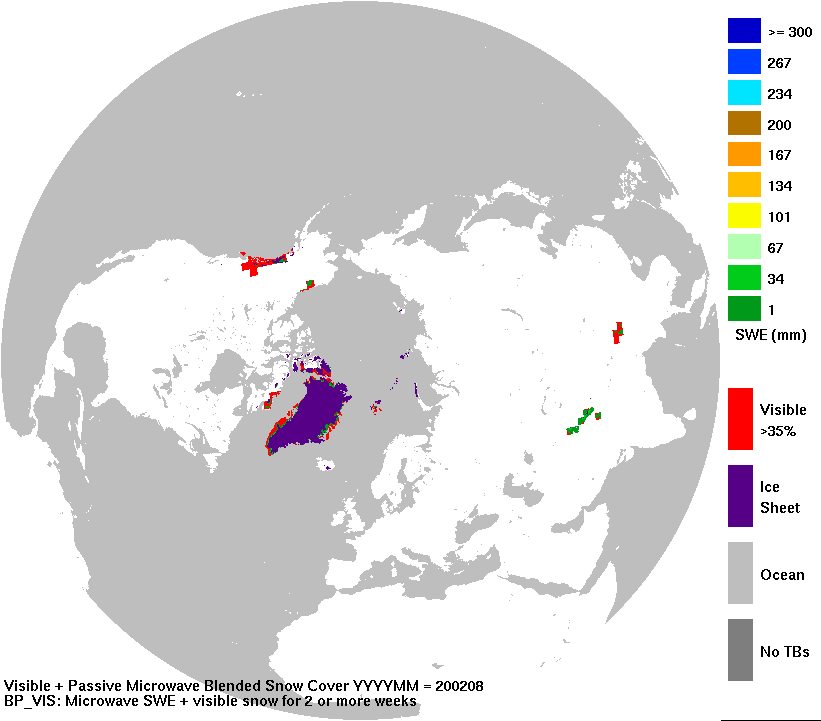 >= 300
267
234
200
167
134
101
67
34
1
SWE (mm)
Visible
>35%
Ice
Sheet
Ocean
No TBs
Visible + Passive Microwave Blended Snow Cover YYYYMM = 200208
BP_VIS: Microwave SWE + visible snow for 2 or more weeks